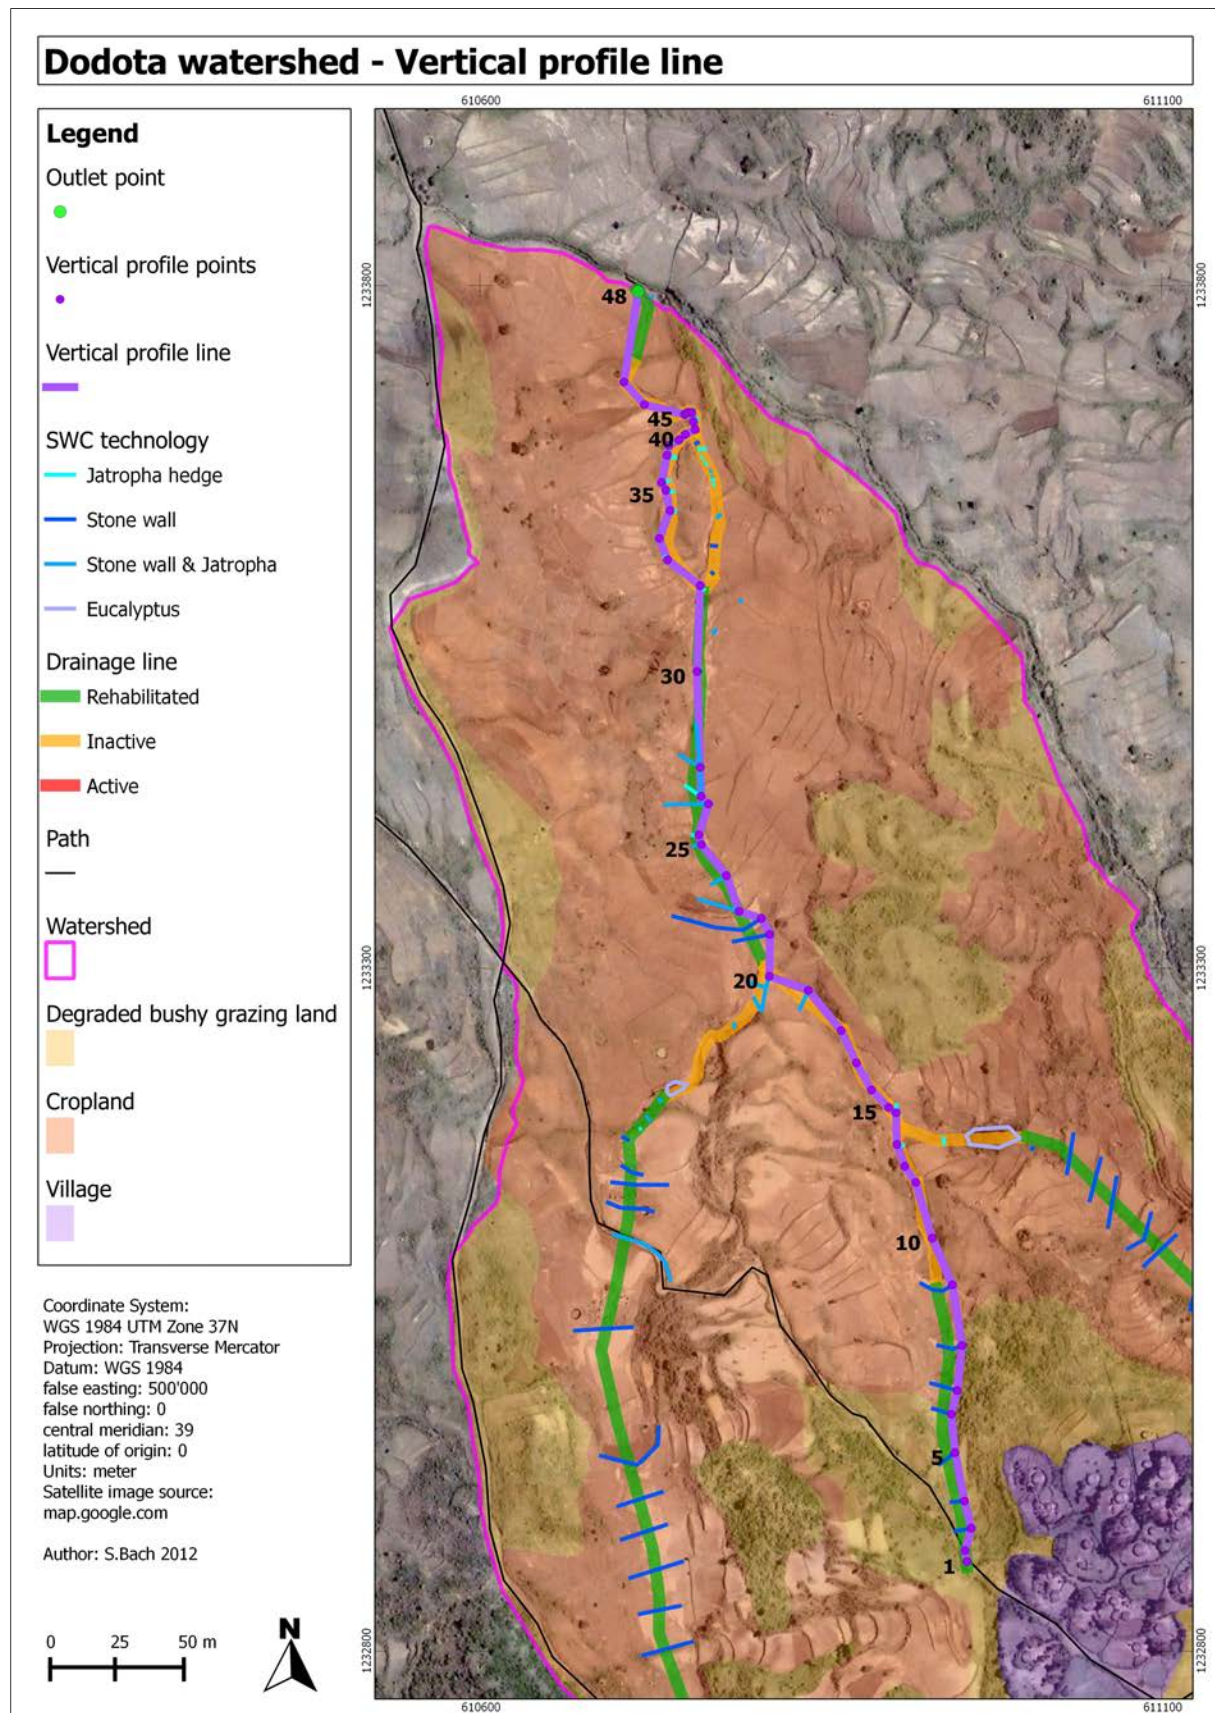 Dodota watershed - Vertical profile line
Legend
Outlet point
Vertical profile points
Vertical profile line
SWC technology
Jatropha hedge
Stone wall
Stone wall & Jatropha
Eucalyptus
Drainage line
Rehabilitated
Inactive
Active
Path
Watershed
Degraded bushy grazing land
Cropland
Village
Coordinate System:
WGS 1984 UTM Zone 37N
Projection: Transverse Mercator
Datum: WGS 1984
false easting: 500'000
false northing: 0
central meridian: 39
latitude of origin: 0
Units: meter
Satellite image source:
map.google.com
Author: S.Bach 2012
0 25 50 m
N
610600 611100
1233800 1233800
48
45
40
35
30
25
1233300 1233300
20
15
10
5
1
1232800 1232800
610600 611100